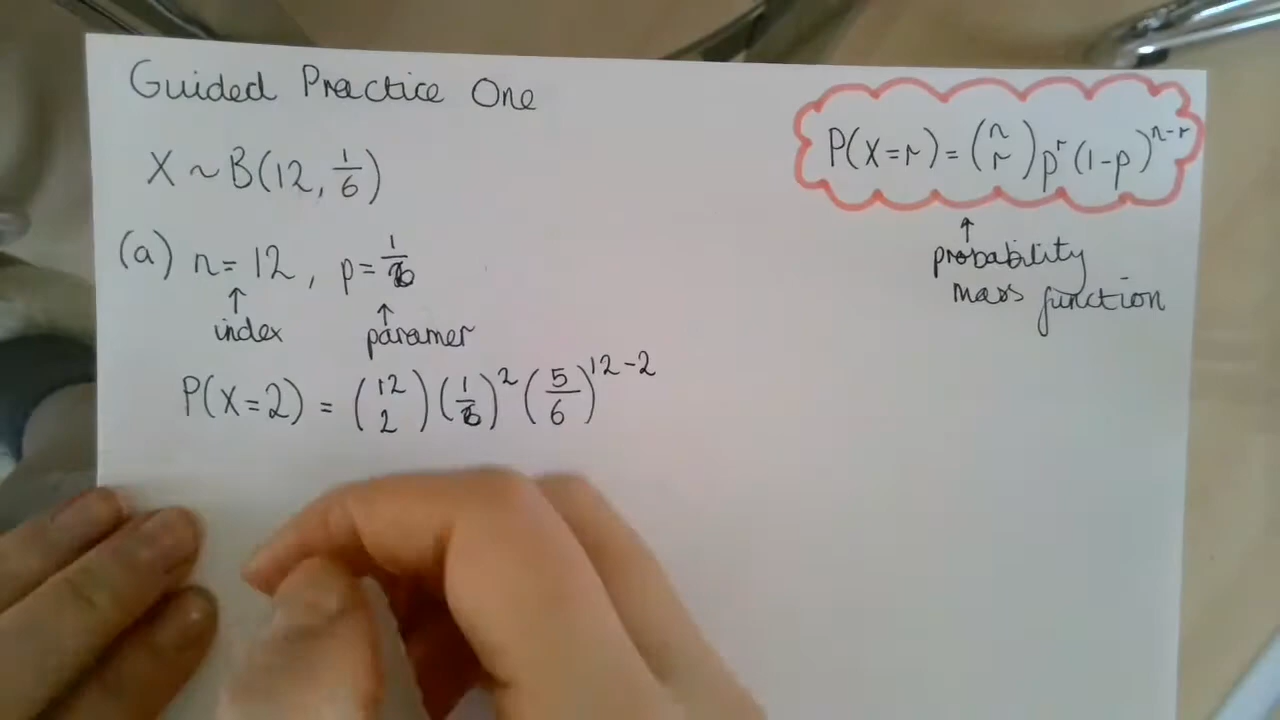 Guided Practice One
X ~ B(12, 1/6)
(a) n = 12, p = 1/6
↑ index ↑ paramer
P(X=2) = (12 2) (1/6)^2 (5/6)^12-2
P(X=r) = (n r) p^r (1-p)^n-r
↑
probability
mass function